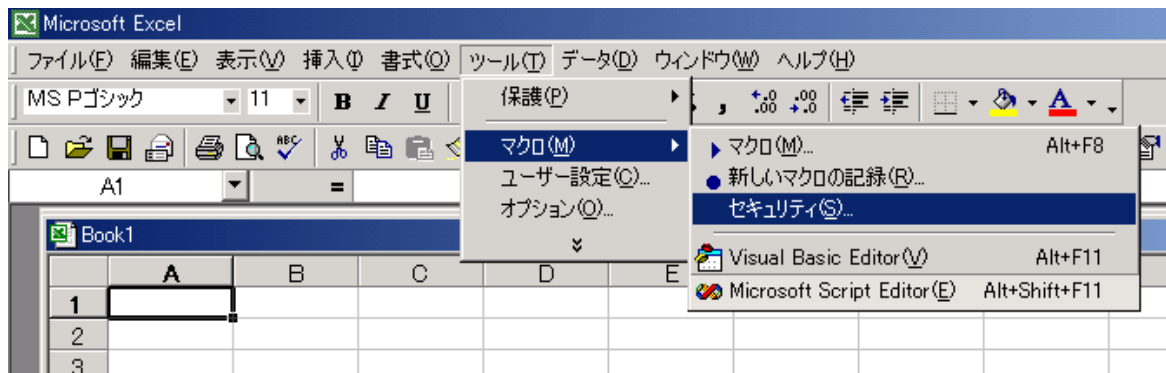 Microsoft Excel
ファイル(F) 編集(E) 表示(V) 挿入(I) 書式(O) ツール(T) データ(D) ウィンドウ(W) ヘルプ(H)
MS Pゴシック 11 B I U
保護(P)
マクロ(M)
ユーザー設定(C)...
オプション(O)...
マクロ(M)... Alt+F8
新しいマクロの記録(R)...
セキュリティ(S)...
Visual Basic Editor(V) Alt+F11
Microsoft Script Editor(E) Alt+Shift+F11
A1 =
Book1
A B C D E
1
2
3